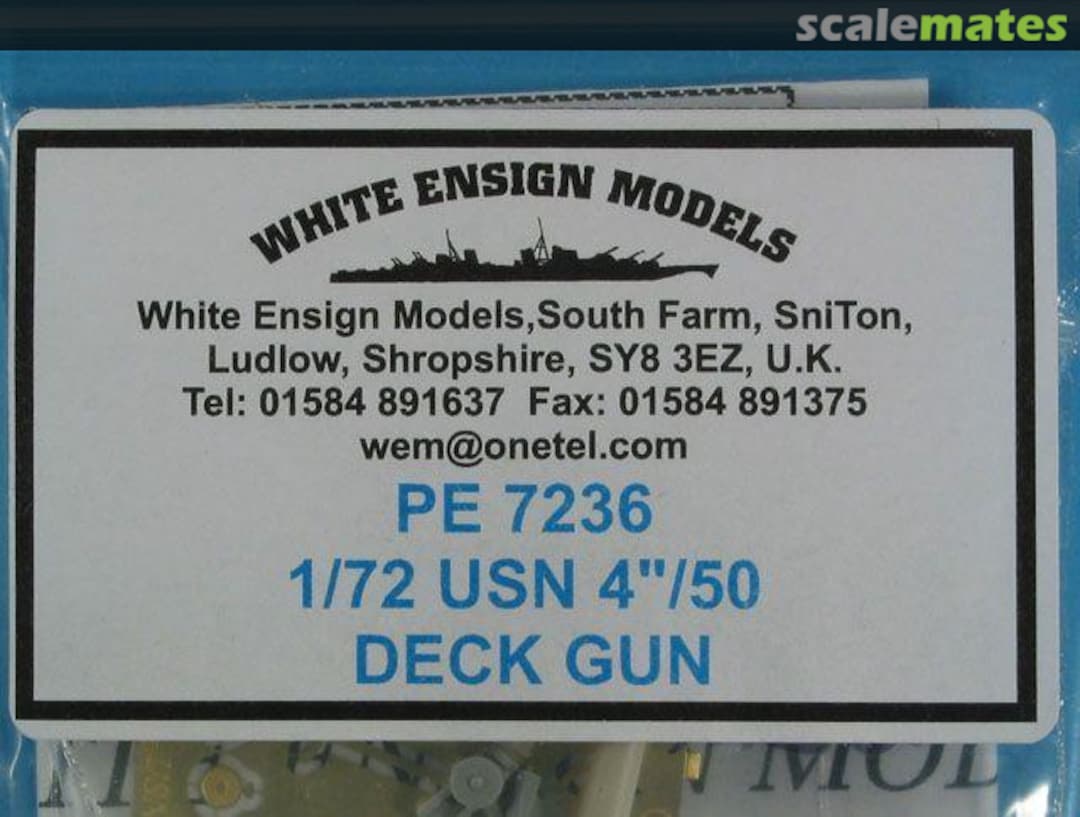 scalemates
WHITE ENSIGN MODELS
White Ensign Models,South Farm, SniTon,
Ludlow, Shropshire, SY8 3EZ, U.K.
Tel: 01584 891637 Fax: 01584 891375
wem@onetel.com
PE 7236
1/72 USN 4"/50
DECK GUN